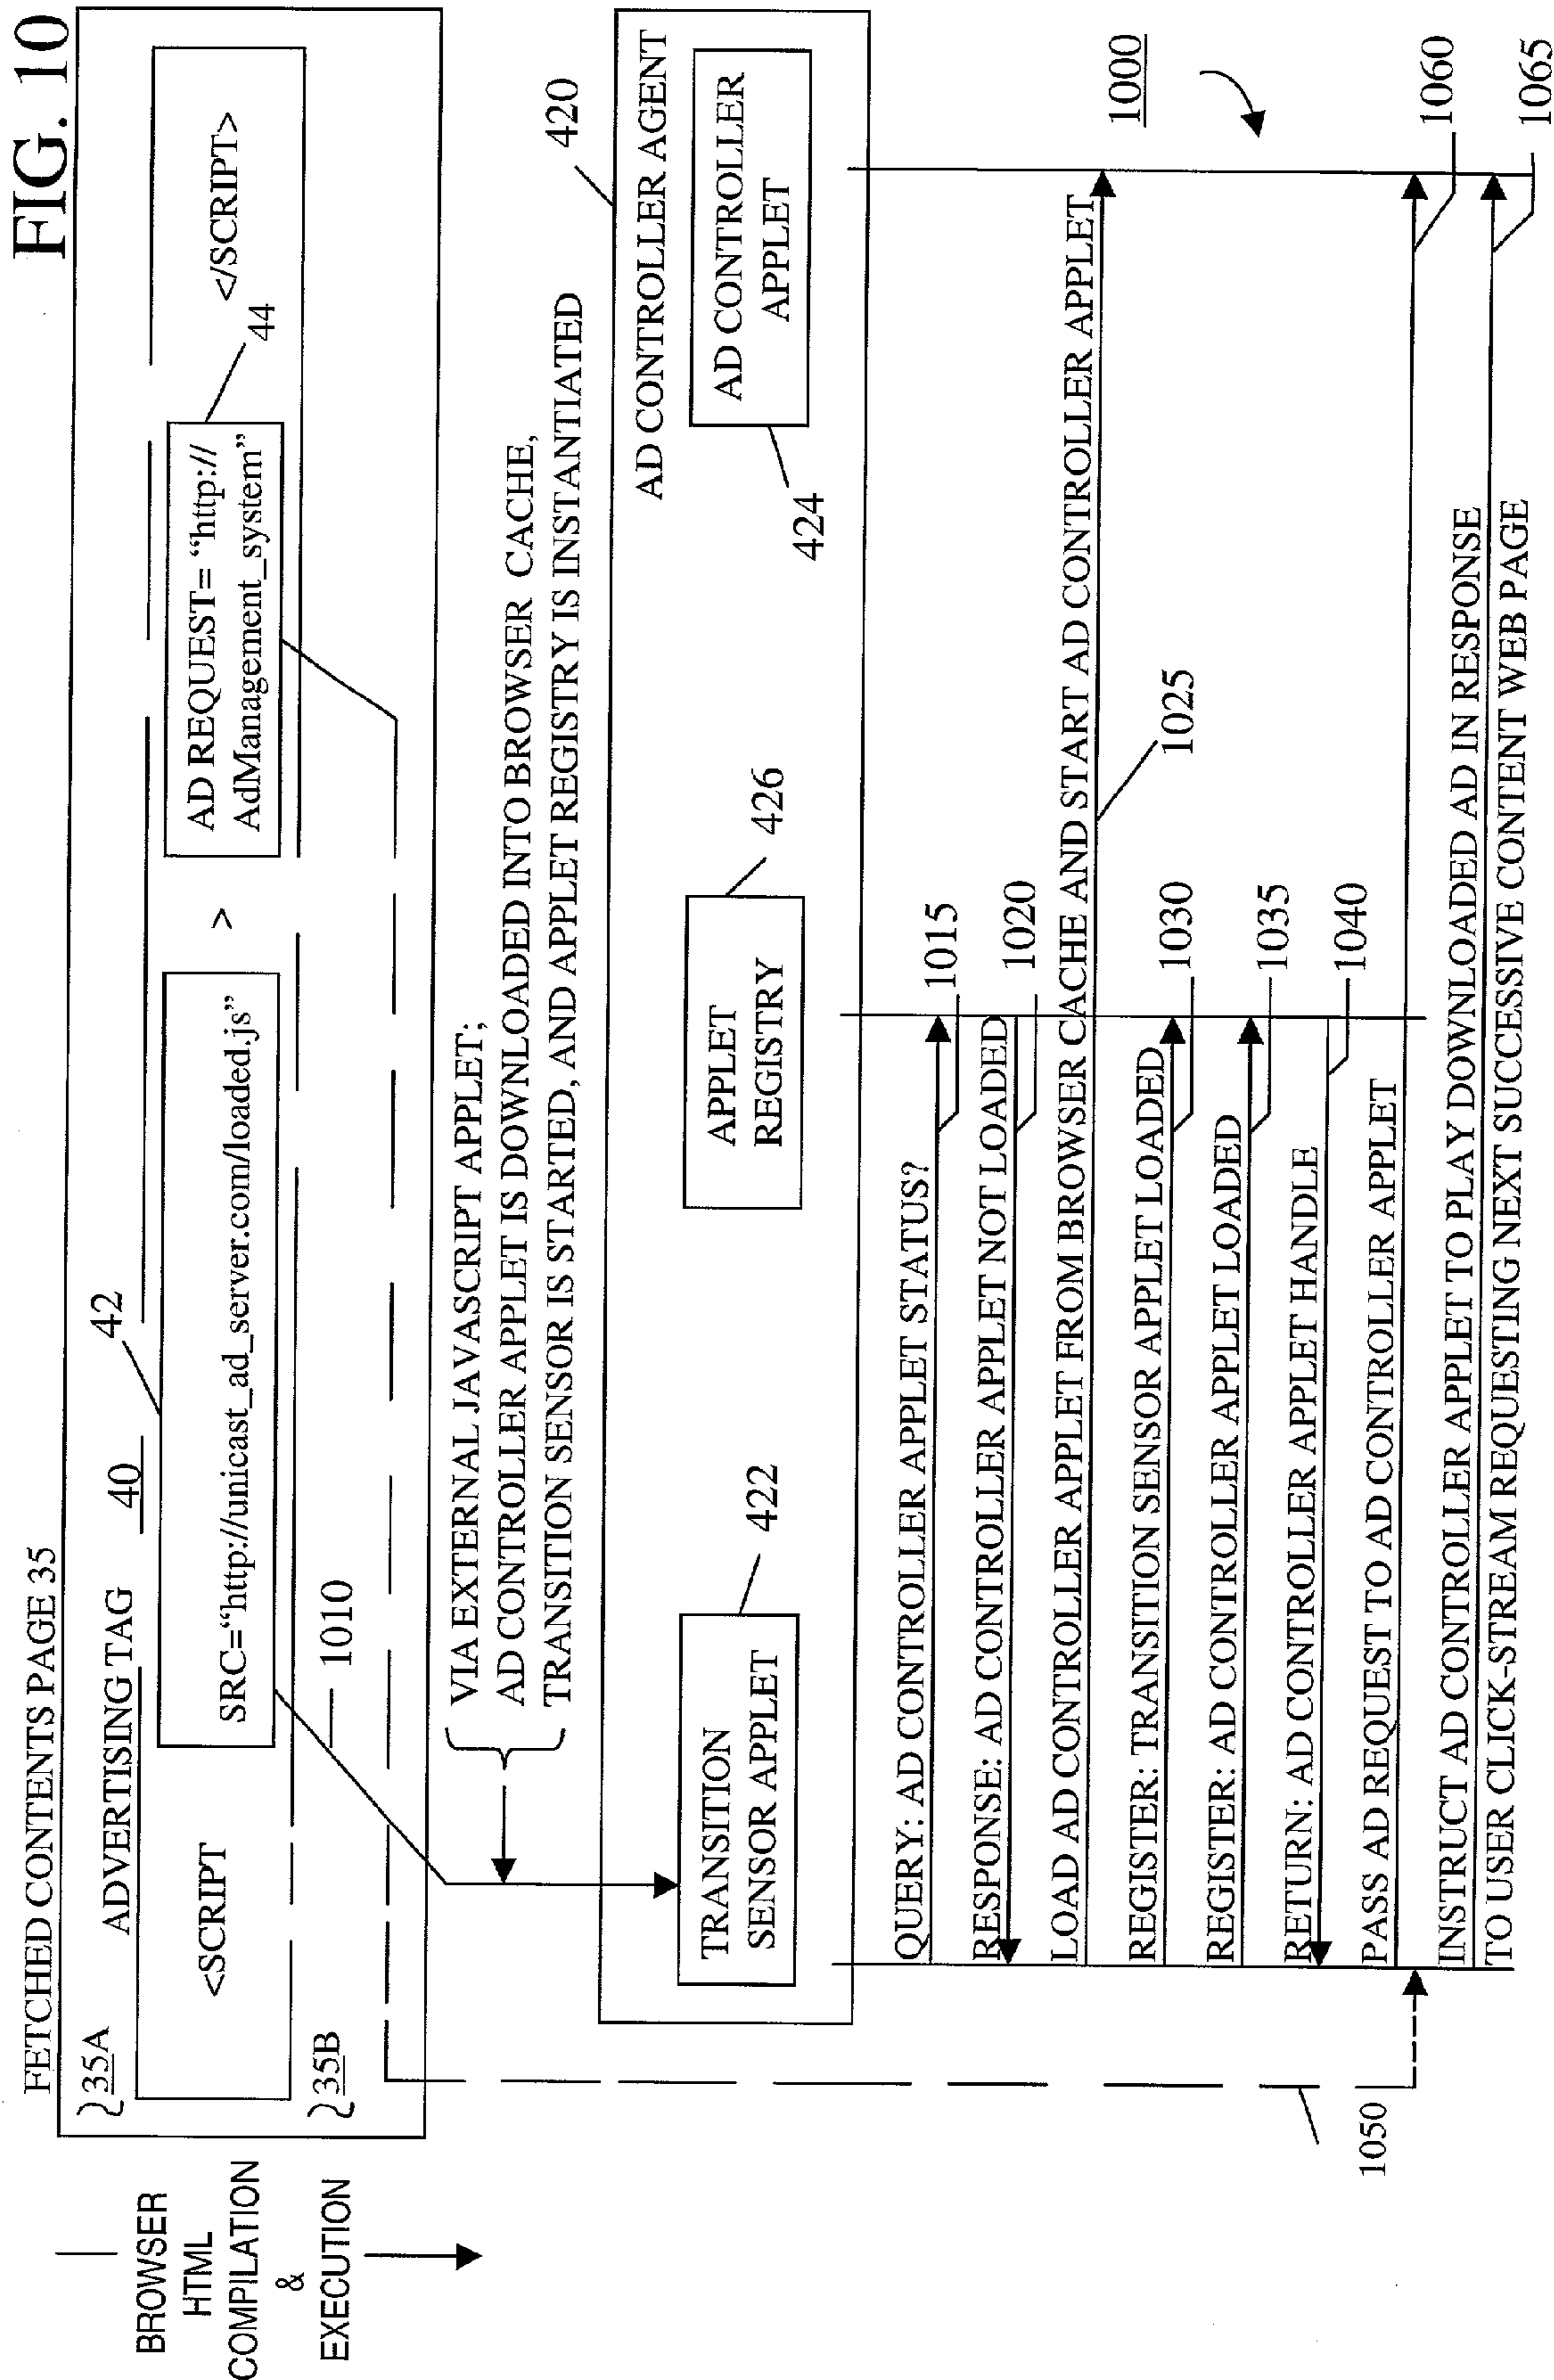 FIG. 10
FETCHED CONTENTS PAGE 35
35A
ADVERTISING TAG 40
42
<SCRIPT
SRC=“http://unicast_ad_server.com/loaded.js”
>
AD REQUEST= “http://
AdManagement_system”
44
</SCRIPT>
35B
1010
BROWSER
HTML
COMPILATION
&
EXECUTION
VIA EXTERNAL JAVASCRIPT APPLET;
AD CONTROLLER APPLET IS DOWNLOADED INTO BROWSER CACHE,
TRANSITION SENSOR IS STARTED, AND APPLET REGISTRY IS INSTANTIATED
420
AD CONTROLLER AGENT
TRANSITION
SENSOR APPLET
422
APPLET
REGISTRY
426
AD CONTROLLER
APPLET
424
1000
QUERY: AD CONTROLLER APPLET STATUS?
1015
RESPONSE: AD CONTROLLER APPLET NOT LOADED
1020
LOAD AD CONTROLLER APPLET FROM BROWSER CACHE AND START AD CONTROLLER APPLET
1025
REGISTER: TRANSITION SENSOR APPLET LOADED
1030
REGISTER: AD CONTROLLER APPLET LOADED
1035
RETURN: AD CONTROLLER APPLET HANDLE
1040
1050
PASS AD REQUEST TO AD CONTROLLER APPLET
1060
INSTRUCT AD CONTROLLER APPLET TO PLAY DOWNLOADED AD IN RESPONSE
TO USER CLICK-STREAM REQUESTING NEXT SUCCESSIVE CONTENT WEB PAGE
1065